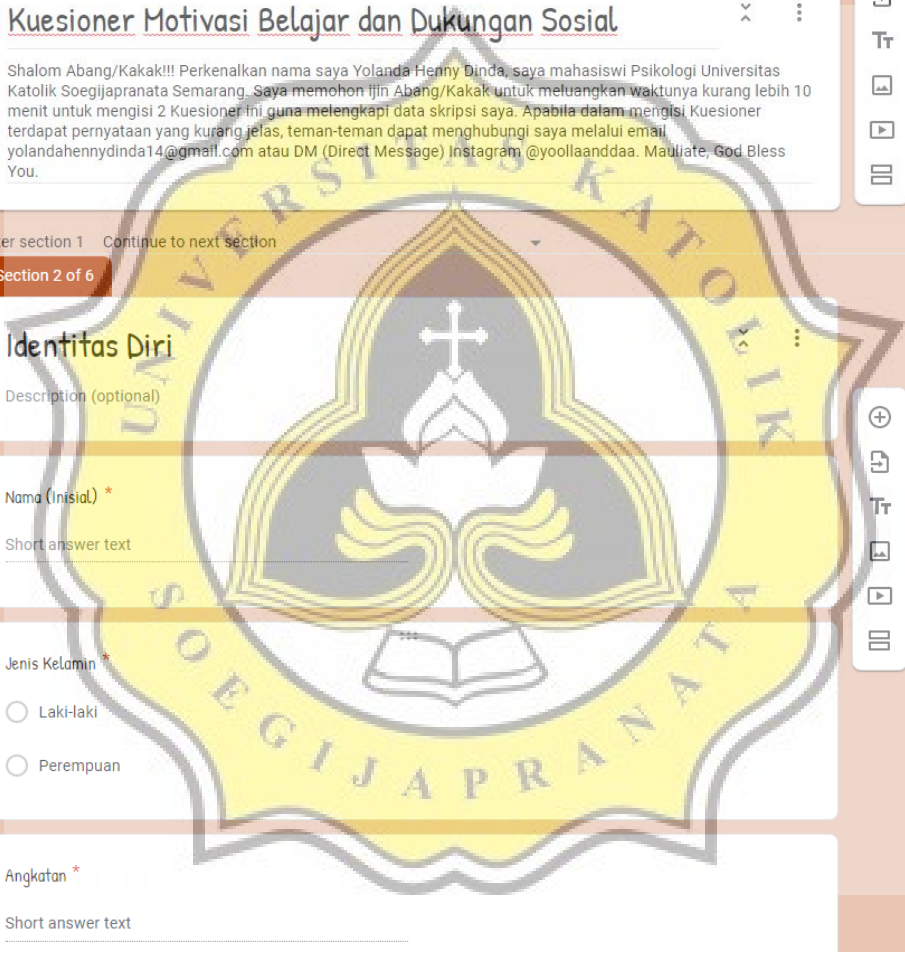 Kuesioner Motivasi Belajar dan Dukungan Sosial
Shalom Abang/Kakak!!! Perkenalkan nama saya Yolanda Henny Dinda, saya mahasiswi Psikologi Universitas
Katolik Soegijapranata Semarang. Saya memohon ijin Abang/Kakak untuk meluangkan waktunya kurang lebih 10
menit untuk mengisi 2 Kuesioner ini guna melengkapi data skripsi saya. Apabila dalam mengisi Kuesioner
terdapat pernyataan yang kurang jelas, teman-teman dapat menghubungi saya melalui email
yolandahennydinda14@gmail.com atau DM (Direct Message) Instagram @yoollaanddaa. Mauliate, God Bless
You.
er section 1 Continue to next section
Section 2 of 6
Identitas Diri
Description (optional)
Nama (Inisial) *
Short answer text
Jenis Kelamin *
Laki-laki
Perempuan
Angkatan *
Short answer text
UNIVERSITAS KATOLIK
SOEGIJAPRANATA
Tт
Tт